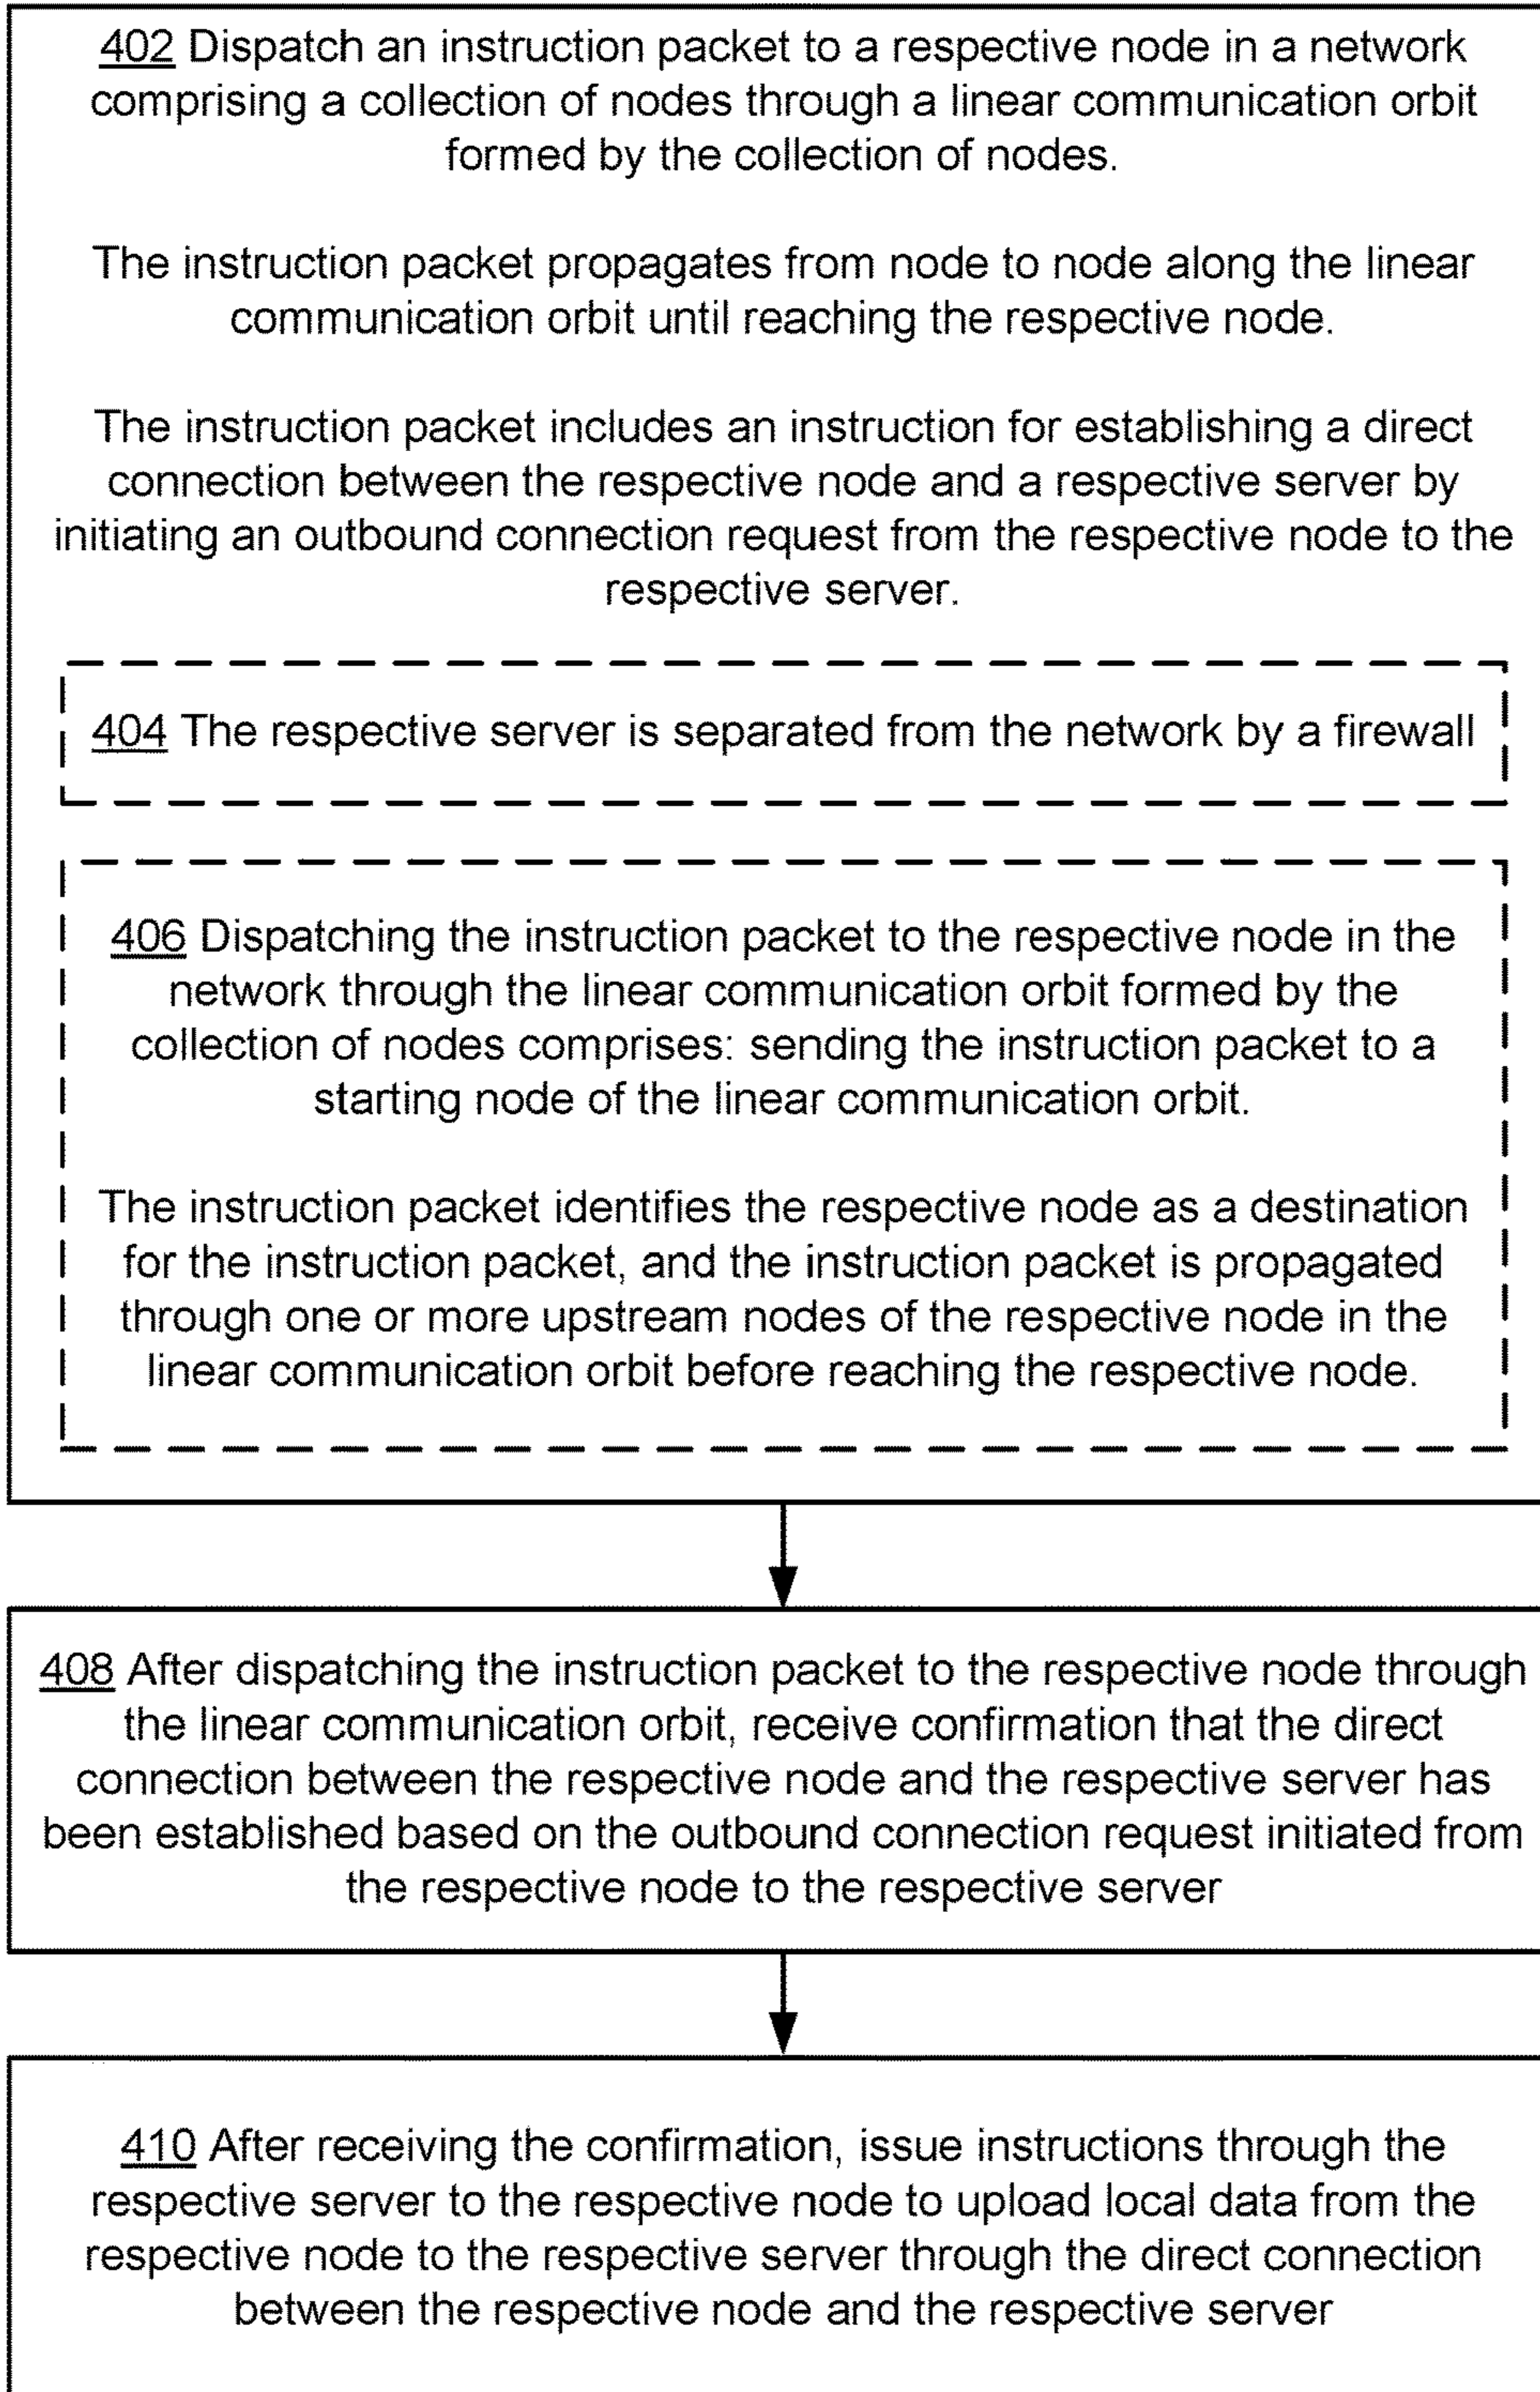 402 Dispatch an instruction packet to a respective node in a network
comprising a collection of nodes through a linear communication orbit
formed by the collection of nodes.
The instruction packet propagates from node to node along the linear
communication orbit until reaching the respective node.
The instruction packet includes an instruction for establishing a direct
connection between the respective node and a respective server by
initiating an outbound connection request from the respective node to the
respective server.
404 The respective server is separated from the network by a firewall
406 Dispatching the instruction packet to the respective node in the
network through the linear communication orbit formed by the
collection of nodes comprises: sending the instruction packet to a
starting node of the linear communication orbit.
The instruction packet identifies the respective node as a destination
for the instruction packet, and the instruction packet is propagated
through one or more upstream nodes of the respective node in the
linear communication orbit before reaching the respective node.
408 After dispatching the instruction packet to the respective node through
the linear communication orbit, receive confirmation that the direct
connection between the respective node and the respective server has
been established based on the outbound connection request initiated from
the respective node to the respective server
410 After receiving the confirmation, issue instructions through the
respective server to the respective node to upload local data from the
respective node to the respective server through the direct connection
between the respective node and the respective server